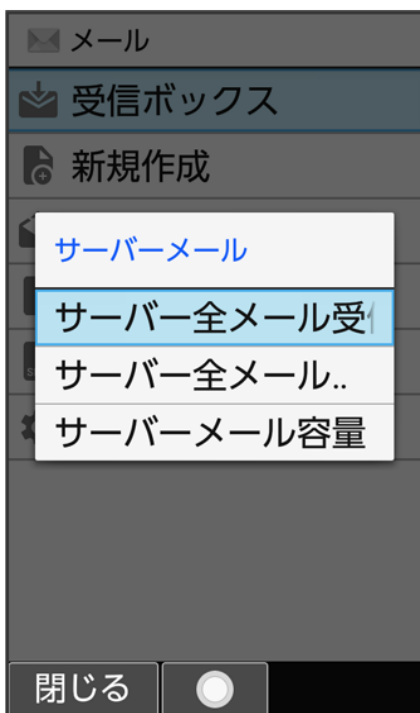 メール
受信ボックス
新規作成
サーバーメール
サーバー全メール受
サーバー全メール..
サーバーメール容量
閉じる